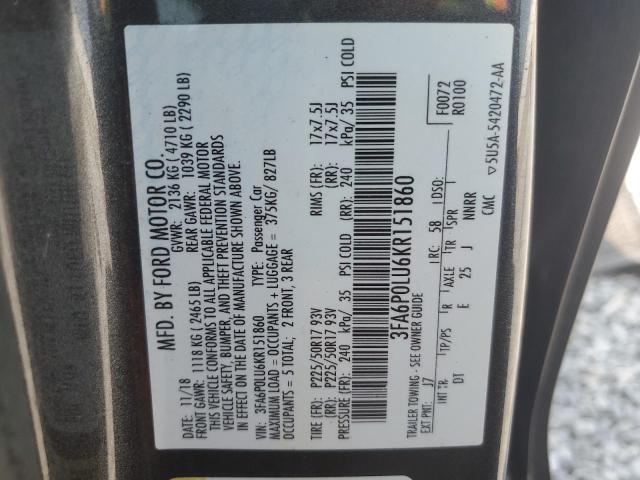 MFD. BY FORD MOTOR CO.
11/18 GVWR: 2136 KG (4710 LB)
FRONT GAWR: 1118 KG (2465 LB) REAR GAWR: 1039 KG (2290 LB)
THIS VEHICLE CONFORMS TO ALL APPLICABLE FEDERAL MOTOR
VEHICLE SAFETY, BUMPER, AND THEFT PREVENTION STANDARDS
IN EFFECT ON THE DATE OF MANUFACTURE SHOWN ABOVE.
VIN: 3FA6P0LU6KR151860 TYPE: Passenger Car
MAXIMUM LOAD = OCCUPANTS + LUGGAGE = 375KG/ 827LB
OCCUPANTS = 5 TOTAL; 2 FRONT, 3 REAR
TIRE (FR): P225/50R17 93V RIMS (FR): 17x7.5J
TIRE (RR): P225/50R17 93V (RR): 17x7.5J
PRESSURE (FR): 240 kPa/ 35 PSI COLD (RR): 240 kPa/ 35 PSI COLD
3FA6P0LU6KR151860
TRAILER TOWING - SEE OWNER GUIDE
F0072
R0100
EXT PNT: J7 RC: 58 DSO:
INT TR TP/PS R AXLE TR SPR
DT E 25 J NNRR
CMC ▽5U5A-5420472-AA